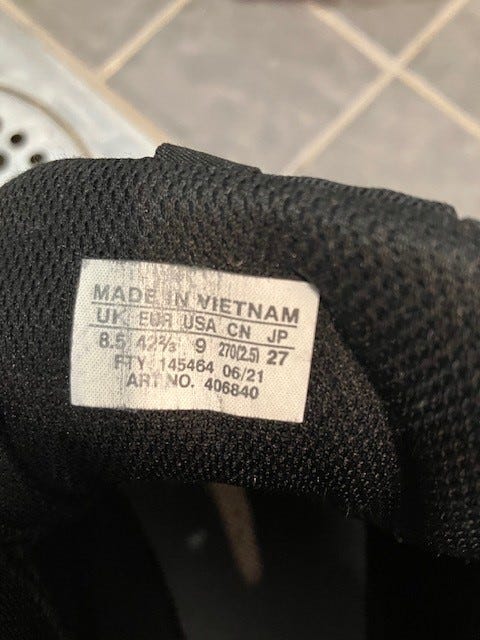 MADE IN VIETNAM
UK EUR USA CN JP
8.5 42⅔ 9 270(2.5) 27
FTY 145464 06/21
ART NO. 406840